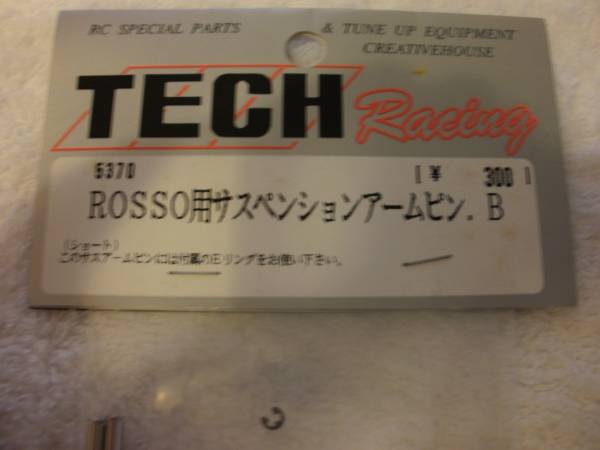 RC SPECIAL PARTS & TUNE UP EQUIPMENT
CREATIVEHOUSE
TECH Racing
5370 ¥ 300
ROSSO用サスペンションアームピン. B
(ショート)
このサスアームピンには付属のEリングをお使い下さい。